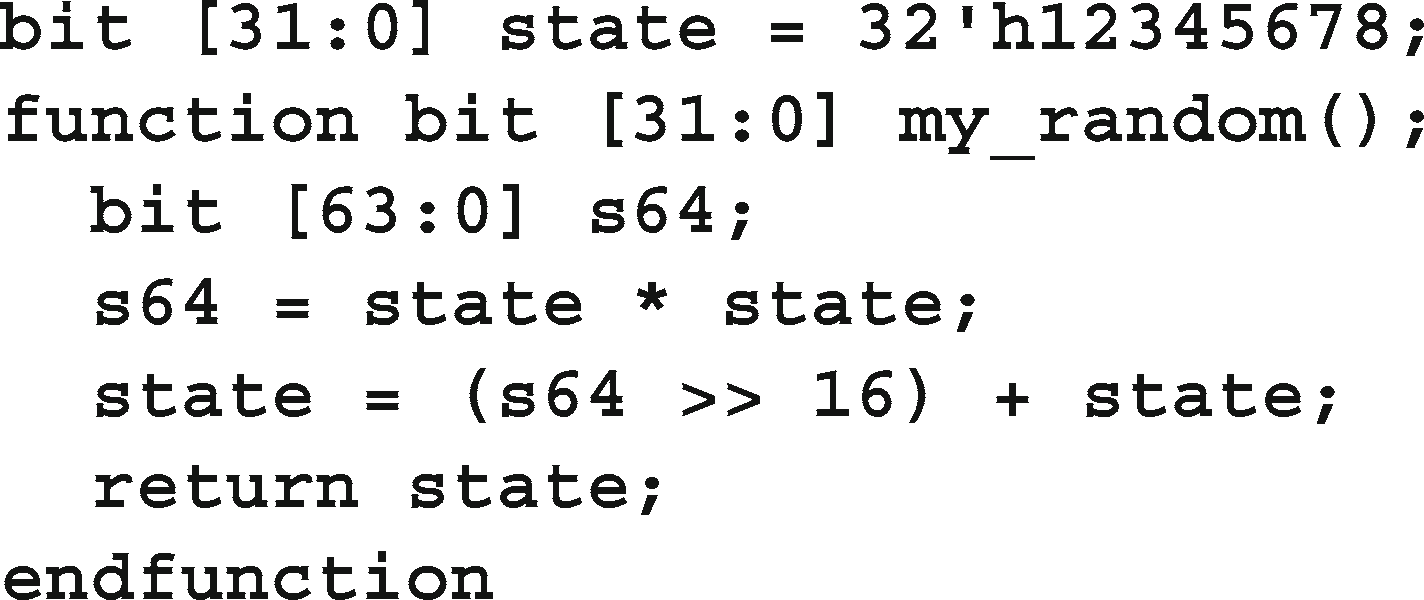 bit [31:0] state = 32'h12345678;
function bit [31:0] my_random();
  bit [63:0] s64;
  s64 = state * state;
  state = (s64 >> 16) + state;
  return state;
endfunction